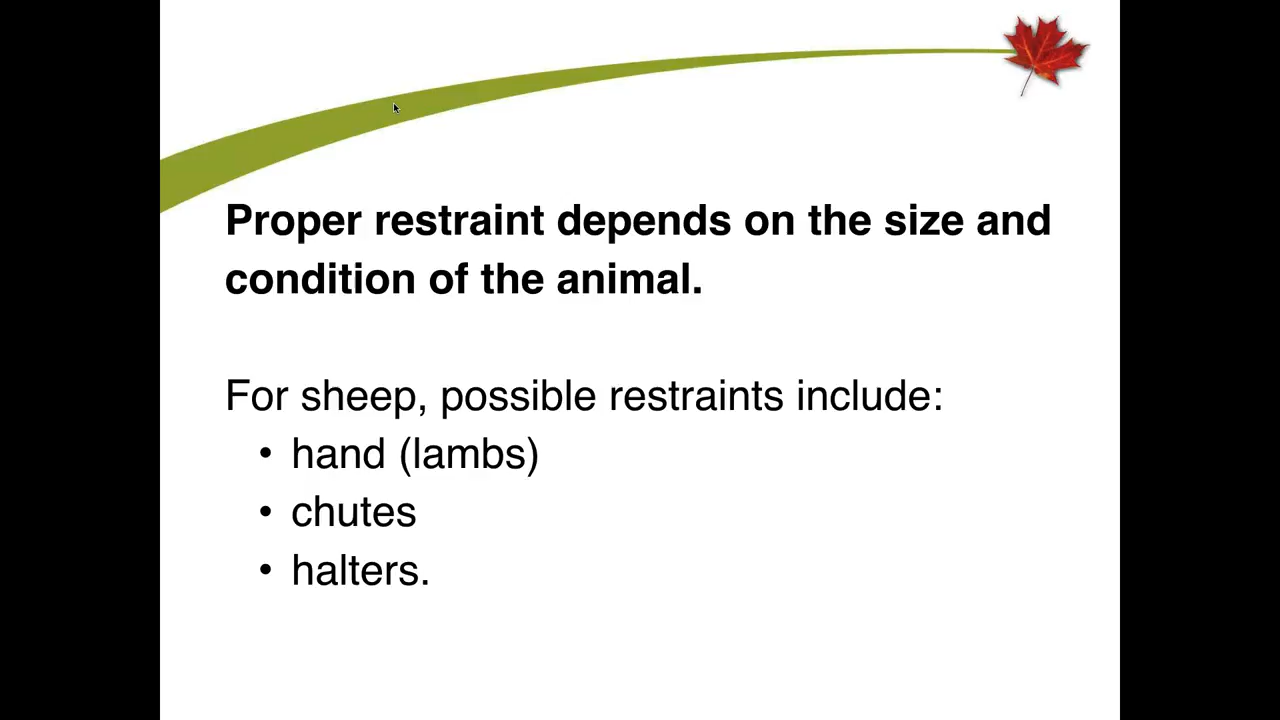 Proper restraint depends on the size and
condition of the animal.
For sheep, possible restraints include:
• hand (lambs)
• chutes
• halters.